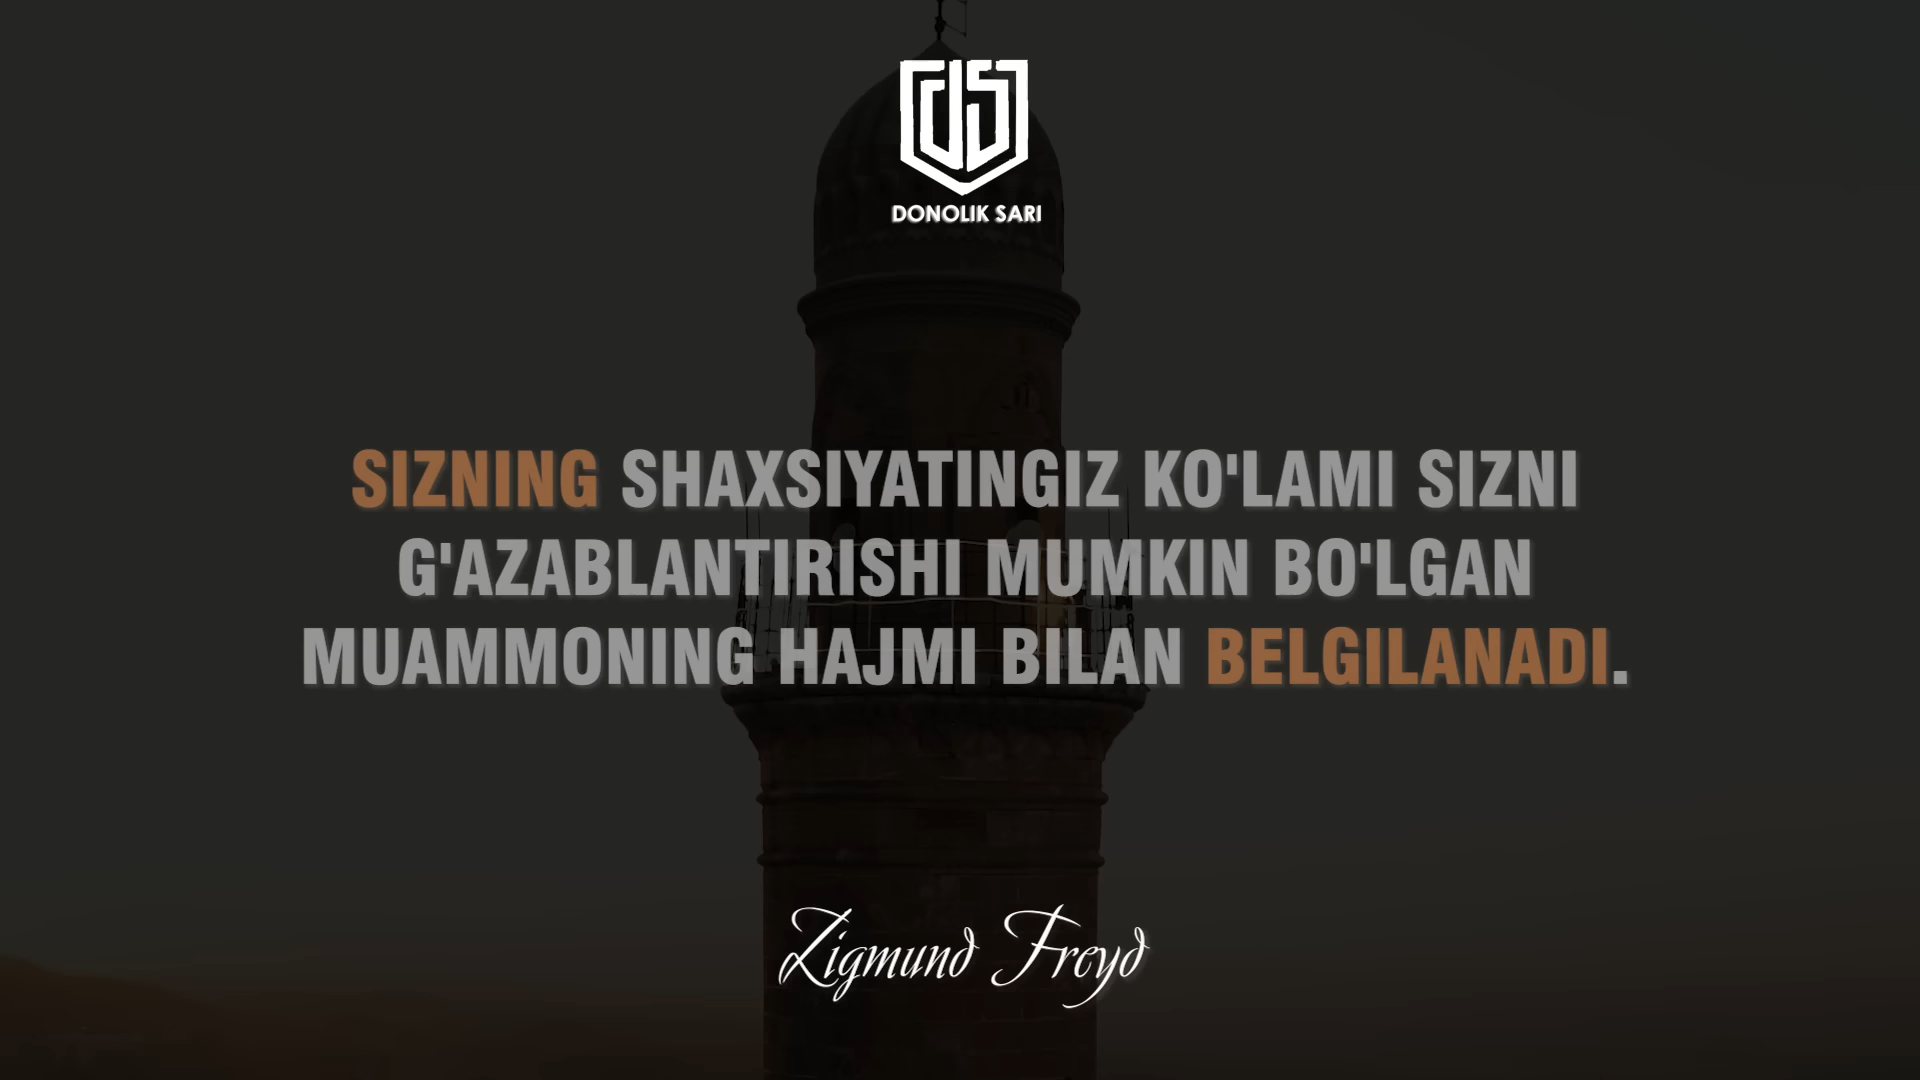 DONOLIK SARI
SIZNING SHAXSIYATINGIZ KO'LAMI SIZNI
G'AZABLANTIRISHI MUMKIN BO'LGAN
MUAMMONING HAJMI BILAN BELGILANADI.
Zigmund Freyd